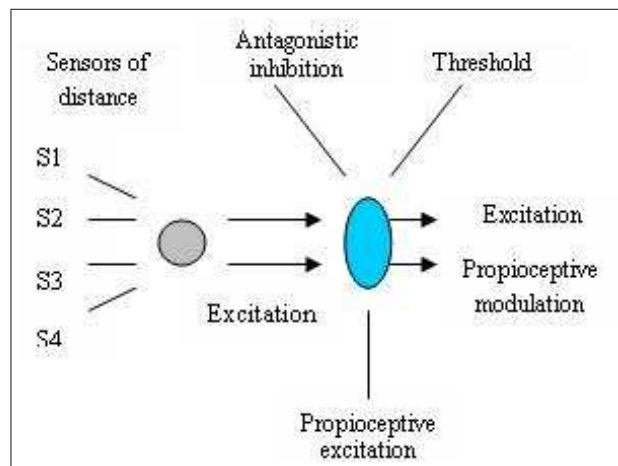 Sensors of
distance
Antagonistic
inhibition
Threshold
S1
S2
S3
S4
Excitation
Excitation
Propioceptive
modulation
Propioceptive
excitation